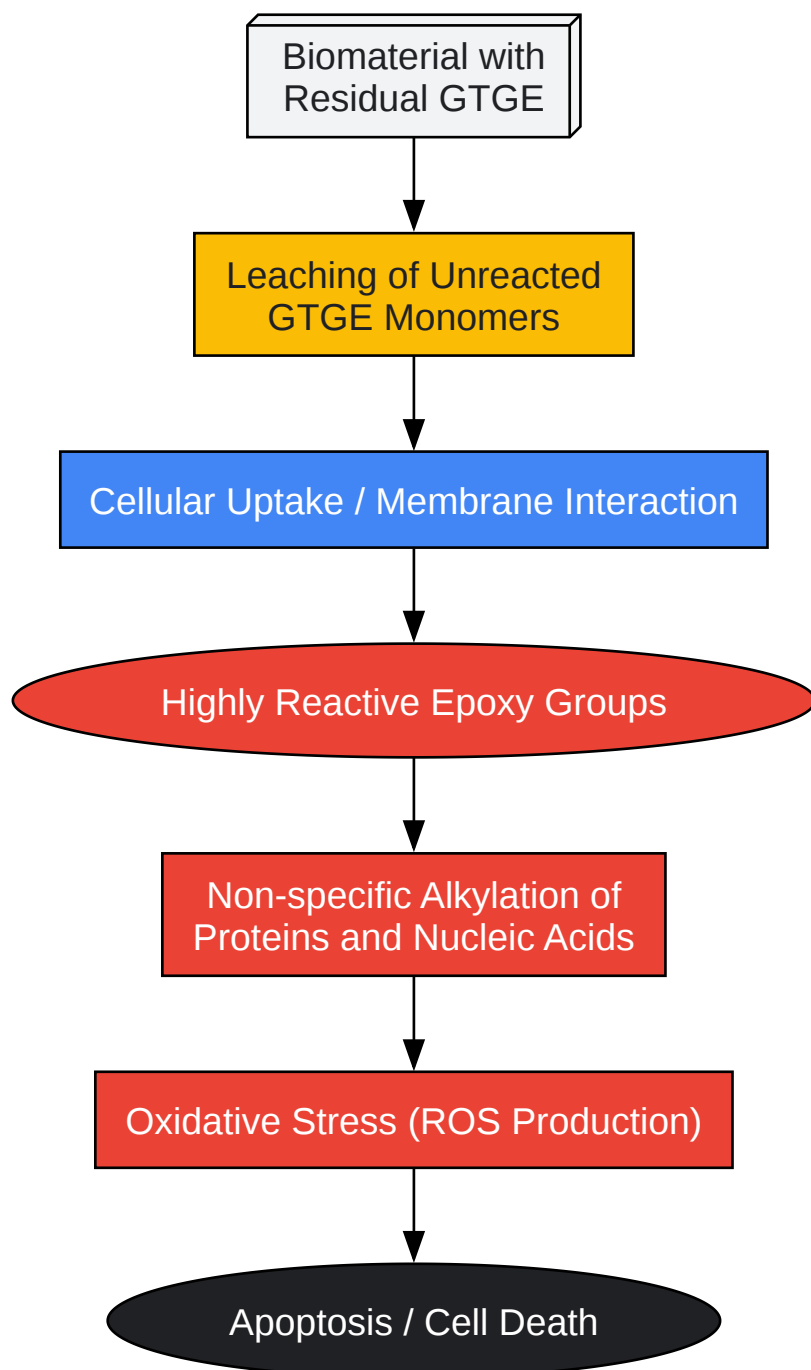 Biomaterial with
Residual GTGE
Leaching of Unreacted
GTGE Monomers
Cellular Uptake / Membrane Interaction
Highly Reactive Epoxy Groups
Non-specific Alkylation of
Proteins and Nucleic Acids
Oxidative Stress (ROS Production)
Apoptosis / Cell Death